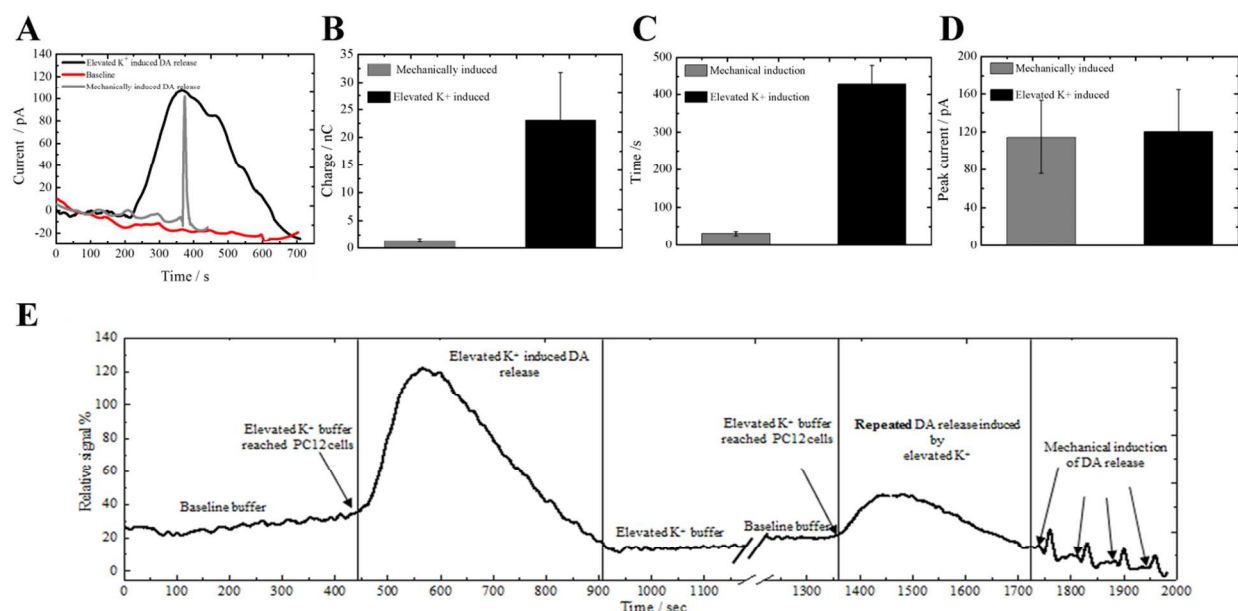 A
140
120
100
80
60
40
20
0
-20
Current / pA
Elevated K+ induced DA release
Baseline
Mechanically induced DA release
0 100 200 300 400 500 600 700
Time / s
B
35
30
25
20
15
10
5
0
Charge / nC
Mechanically induced
Elevated K+ induced
C
500
400
300
200
100
0
Time /s
Mechanical induction
Elevated K+ induction
D
200
160
120
80
40
0
Peak current / pA
Mechanically induced
Elevated K+ induced
E
140
120
100
80
60
40
20
0
Relative signal %
Baseline buffer
Elevated K+ buffer
reached PC12 cells
Elevated K+ induced DA
release
Elevated K+ buffer
Baseline buffer
Elevated K+ buffer
reached PC12 cells
Repeated DA release induced
by
elevated K+
Mechanical induction
of DA release
0 100 200 300 400 500 600 700 800 900 1000 1100 1300 1400 1500 1600 1700 1800 1900 2000
Time / sec